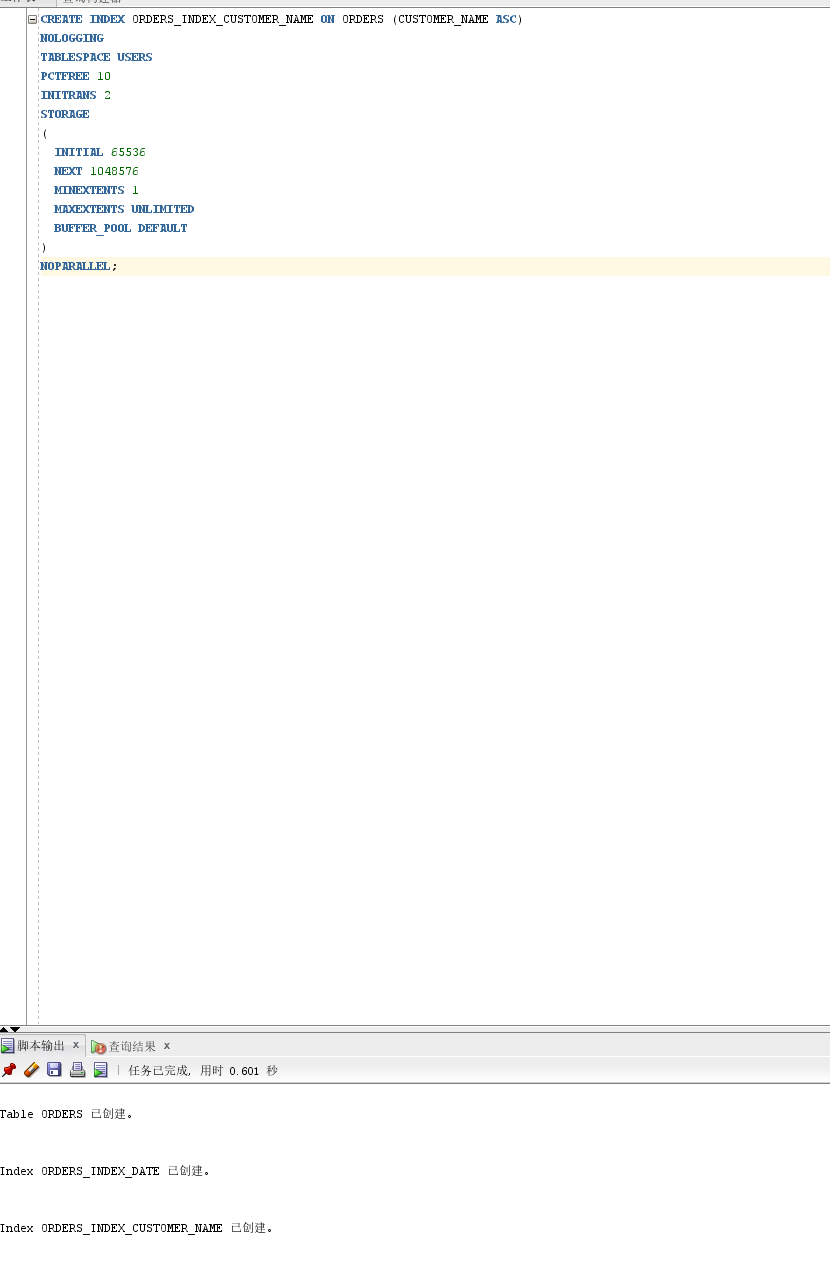 CREATE INDEX ORDERS_INDEX_CUSTOMER_NAME ON ORDERS (CUSTOMER_NAME ASC)
NOLOGGING
TABLESPACE USERS
PCTFREE 10
INITRANS 2
STORAGE
(
INITIAL 65536
NEXT 1048576
MINEXTENTS 1
MAXEXTENTS UNLIMITED
BUFFER_POOL DEFAULT
)
NOPARALLEL;
脚本输出 x 查询结果 x
任务已完成, 用时 0.601 秒
Table ORDERS 已创建。
Index ORDERS_INDEX_DATE 已创建。
Index ORDERS_INDEX_CUSTOMER_NAME 已创建。